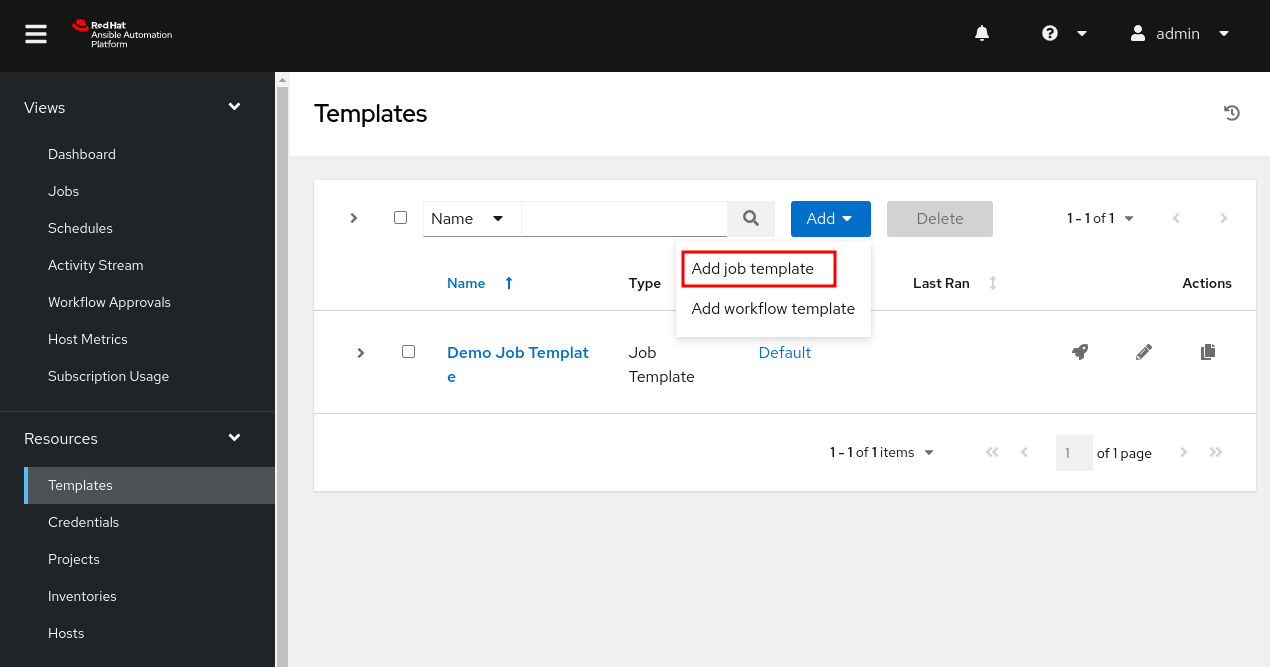 Red Hat
Ansible Automation
Platform
admin
Views
Dashboard
Jobs
Schedules
Activity Stream
Workflow Approvals
Host Metrics
Subscription Usage
Resources
Templates
Credentials
Projects
Inventories
Hosts
Templates
Name
Add
Delete
1 - 1 of 1
Add job template
Add workflow template
Name
Type
Last Ran
Actions
Demo Job Templat
e
Job
Template
Default
1 - 1 of 1 items
1
of 1 page